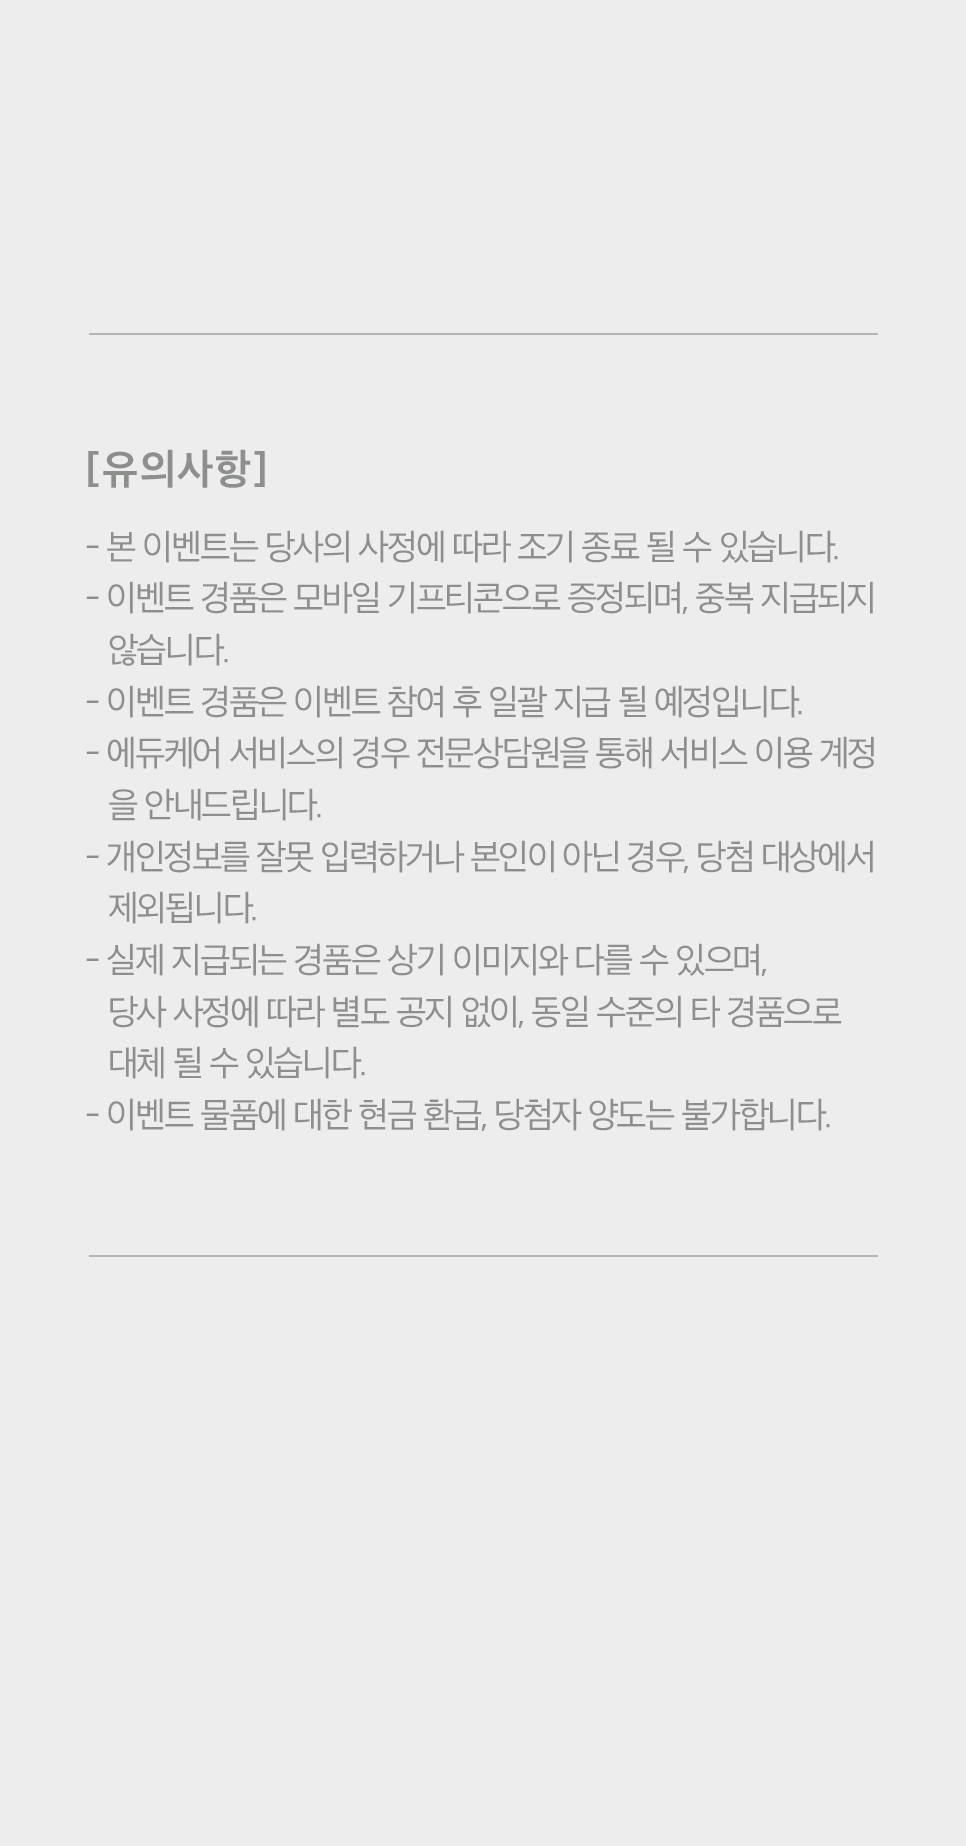 [유의사항]
- 본 이벤트는 당사의 사정에 따라 조기 종료 될 수 있습니다.
- 이벤트 경품은 모바일 기프티콘으로 증정되며, 중복 지급되지
않습니다.
- 이벤트 경품은 이벤트 참여 후 일괄 지급 될 예정입니다.
- 에듀케어 서비스의 경우 전문상담원을 통해 서비스 이용 계정
을 안내드립니다.
- 개인정보를 잘못 입력하거나 본인이 아닌 경우, 당첨 대상에서
제외됩니다.
- 실제 지급되는 경품은 상기 이미지와 다를 수 있으며,
당사 사정에 따라 별도 공지 없이, 동일 수준의 타 경품으로
대체 될 수 있습니다.
- 이벤트 물품에 대한 현금 환급, 당첨자 양도는 불가합니다.